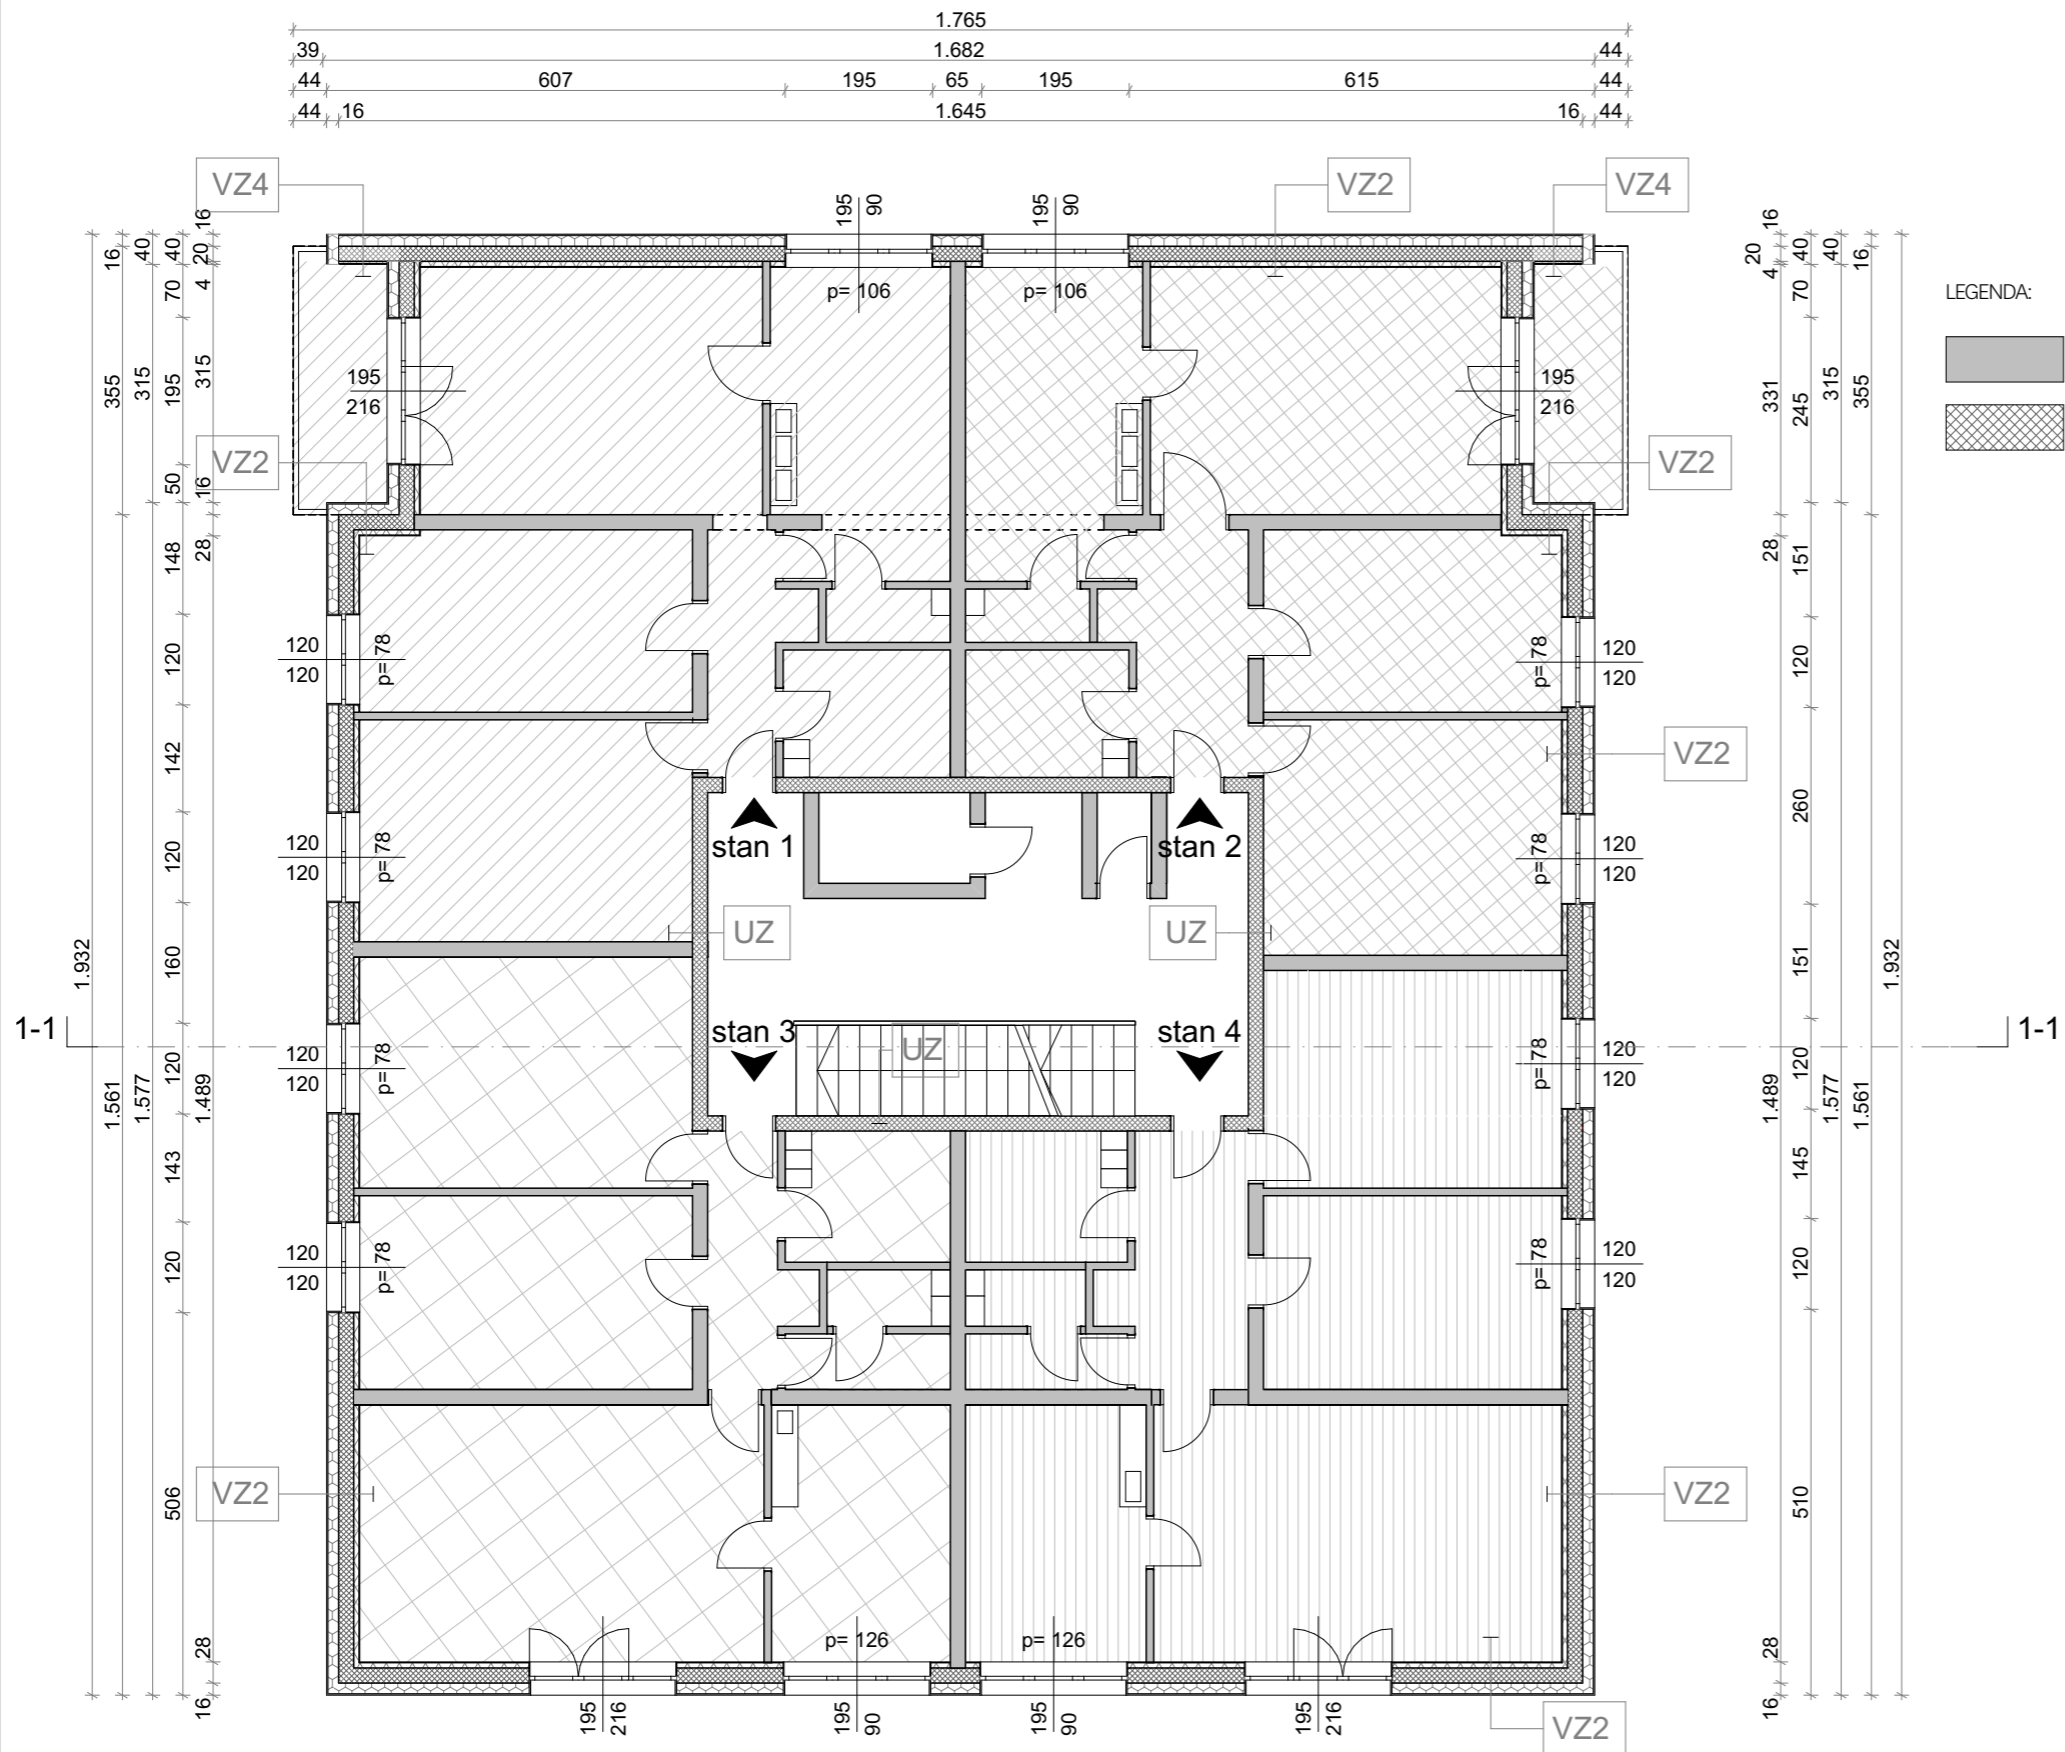 1.765
39 1.682 44
44 607 195 65 195 615 44
44 16 1.645 16 44
VZ4
VZ2
VZ4
195
90
195
90
16
40
40
16
20
4
70
315
195
315
355
50
16
148
28
120
142
120
160
1.932
120
1.561
1.577
1.489
143
120
506
28
16
16
20
40
40
16
4
70
331
245
315
355
28
151
120
260
151
1.932
120
1.489
1.577
1.561
145
120
510
28
16
LEGENDA:
p= 106
p= 106
195
216
195
216
VZ2
VZ2
120
120
p= 78
p= 78
120
120
VZ2
120
120
p= 78
stan 1
stan 2
p= 78
120
120
UZ
UZ
1-1
stan 3
UZ
stan 4
1-1
120
120
p= 78
p= 78
120
120
120
120
p= 78
p= 78
120
120
VZ2
VZ2
p= 126
p= 126
195
216
195
90
195
90
195
216
VZ2